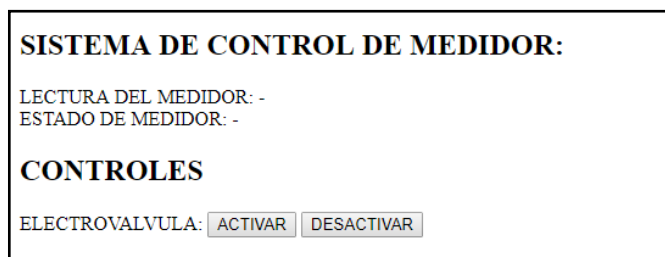 SISTEMA DE CONTROL DE MEDIDOR:
LECTURA DEL MEDIDOR: -
ESTADO DE MEDIDOR: -
CONTROLES
ELECTROVALVULA: ACTIVAR DESACTIVAR